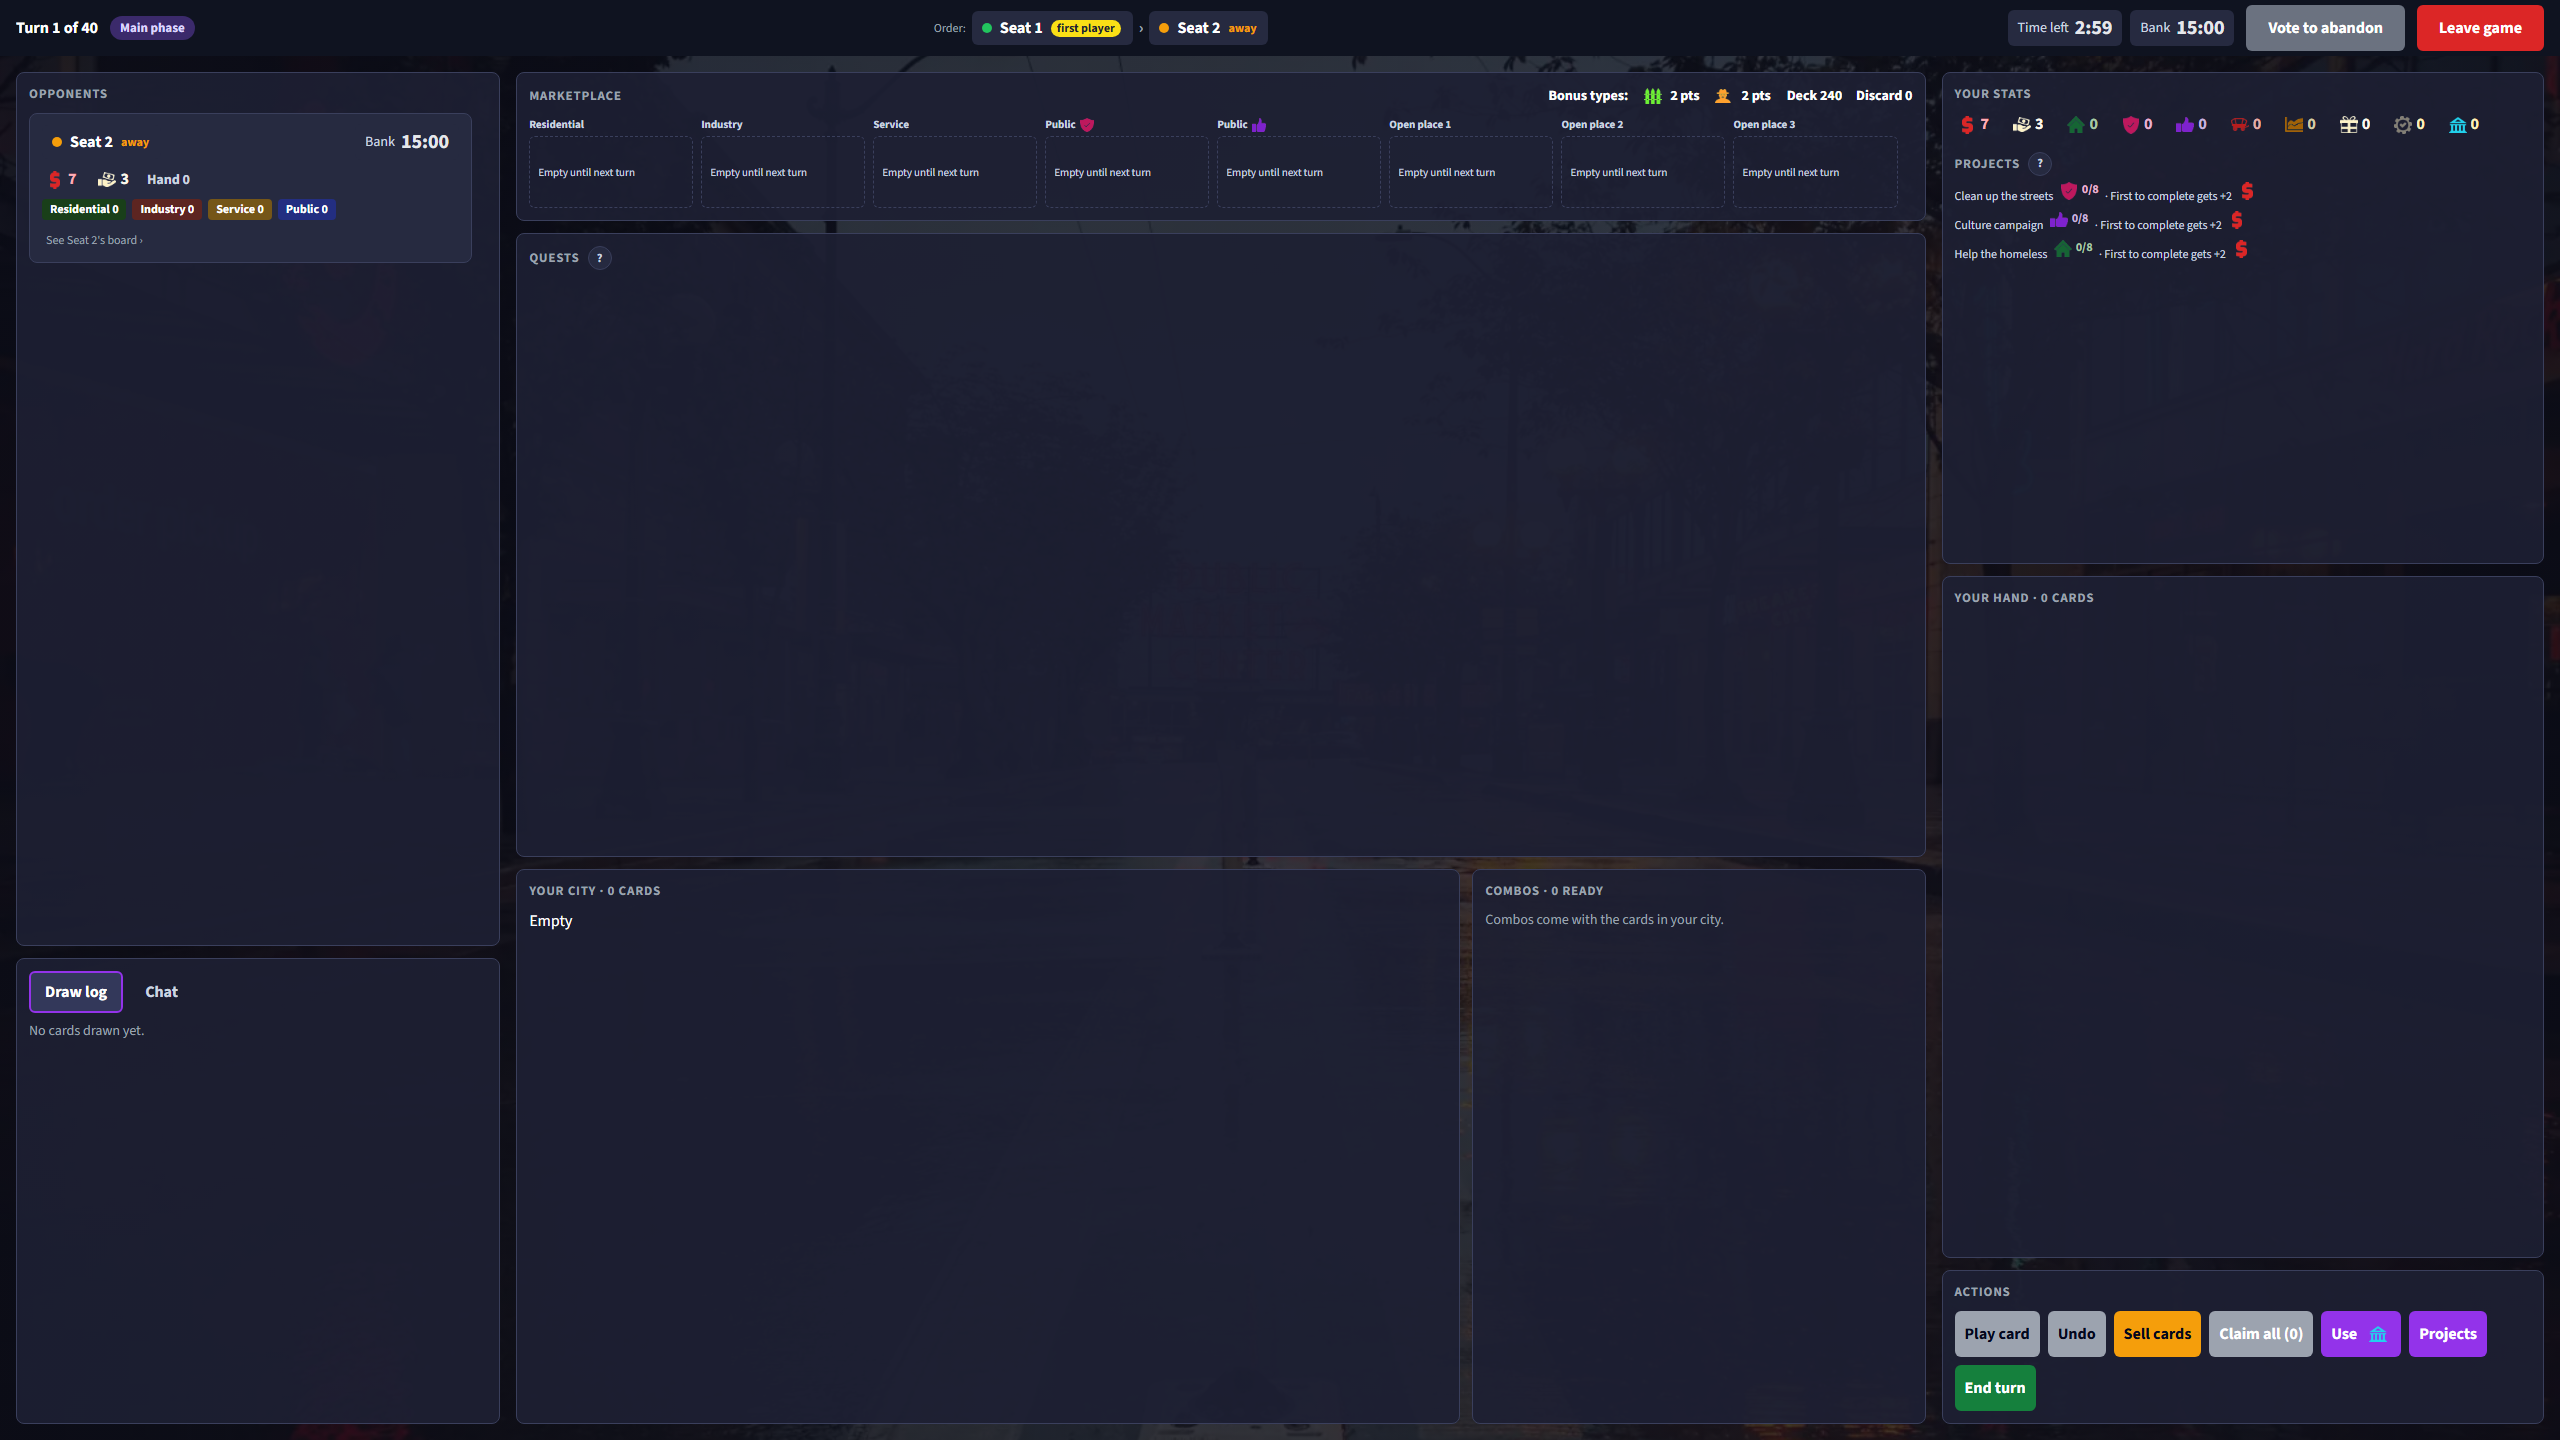 Turn 1 of 40 Main phase
Order: Seat 1 first player › Seat 2 away
Time left 2:59 Bank 15:00 Vote to abandon Leave game
OPPONENTS
Seat 2 away Bank 15:00
7 3 Hand 0
Residential 0 Industry 0 Service 0 Public 0
See Seat 2's board ›
Draw log Chat
No cards drawn yet.
MARKETPLACE Bonus types: 2 pts 2 pts Deck 240 Discard 0
Residential Industry Service Public Public Open place 1 Open place 2 Open place 3
Empty until next turn Empty until next turn Empty until next turn Empty until next turn Empty until next turn Empty until next turn Empty until next turn Empty until next turn
QUESTS ?
YOUR CITY · 0 CARDS
Empty
COMBOS · 0 READY
Combos come with the cards in your city.
YOUR STATS
$ 7 3 0 0 0 0 0 0 0 0
PROJECTS ?
Clean up the streets 0/8 · First to complete gets +2 $
Culture campaign 0/8 · First to complete gets +2 $
Help the homeless 0/8 · First to complete gets +2 $
YOUR HAND · 0 CARDS
ACTIONS
Play card Undo Sell cards Claim all (0) Use Projects
End turn